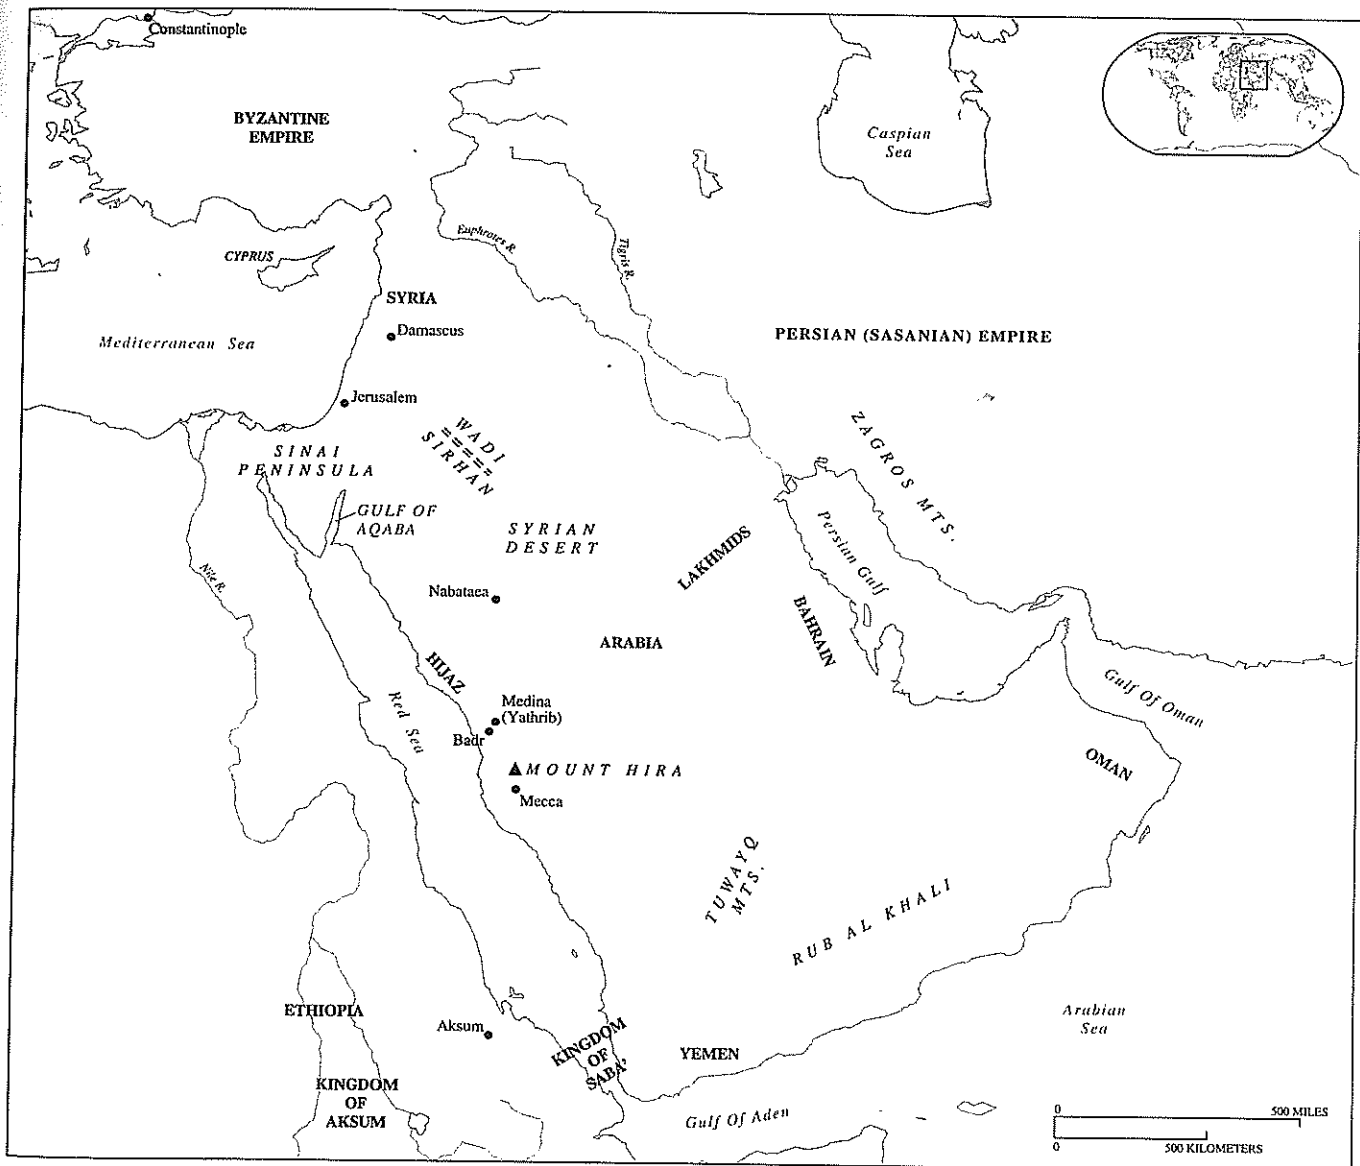 Constantinople
BYZANTINE
EMPIRE
Caspian
Sea
Euphrates R.
Tigris R.
CYPRUS
SYRIA
Damascus
Mediterranean Sea
PERSIAN (SASANIAN) EMPIRE
Jerusalem
WADI
SIRHAN
ZAGROS MTS.
SINAI
PENINSULA
GULF OF
AQABA
SYRIAN
DESERT
LAKHMIDS
Persian Gulf
Nile R.
Nabataea
BAHRAIN
ARABIA
HIJAZ
Gulf Of Oman
Red Sea
Medina
(Yathrib)
Badr
OMAN
MOUNT HIRA
Mecca
TUWAYQ
MTS.
RUB AL KHALI
ETHIOPIA
Arabian
Sea
Aksum
KINGDOM
OF
SABA'
YEMEN
KINGDOM
OF
AKSUM
Gulf Of Aden
0 500 MILES
0 500 KILOMETERS